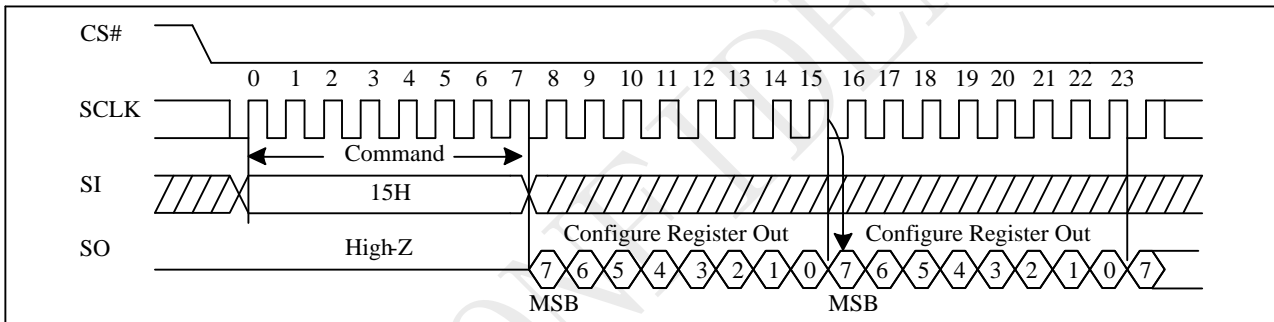 CS#
0 1 2 3 4 5 6 7 8 9 10 11 12 13 14 15 16 17 18 19 20 21 22 23
SCLK
Command
SI
15H
SO
High-Z
Configure Register Out
Configure Register Out
7 6 5 4 3 2 1 0 7 6 5 4 3 2 1 0 7
MSB
MSB